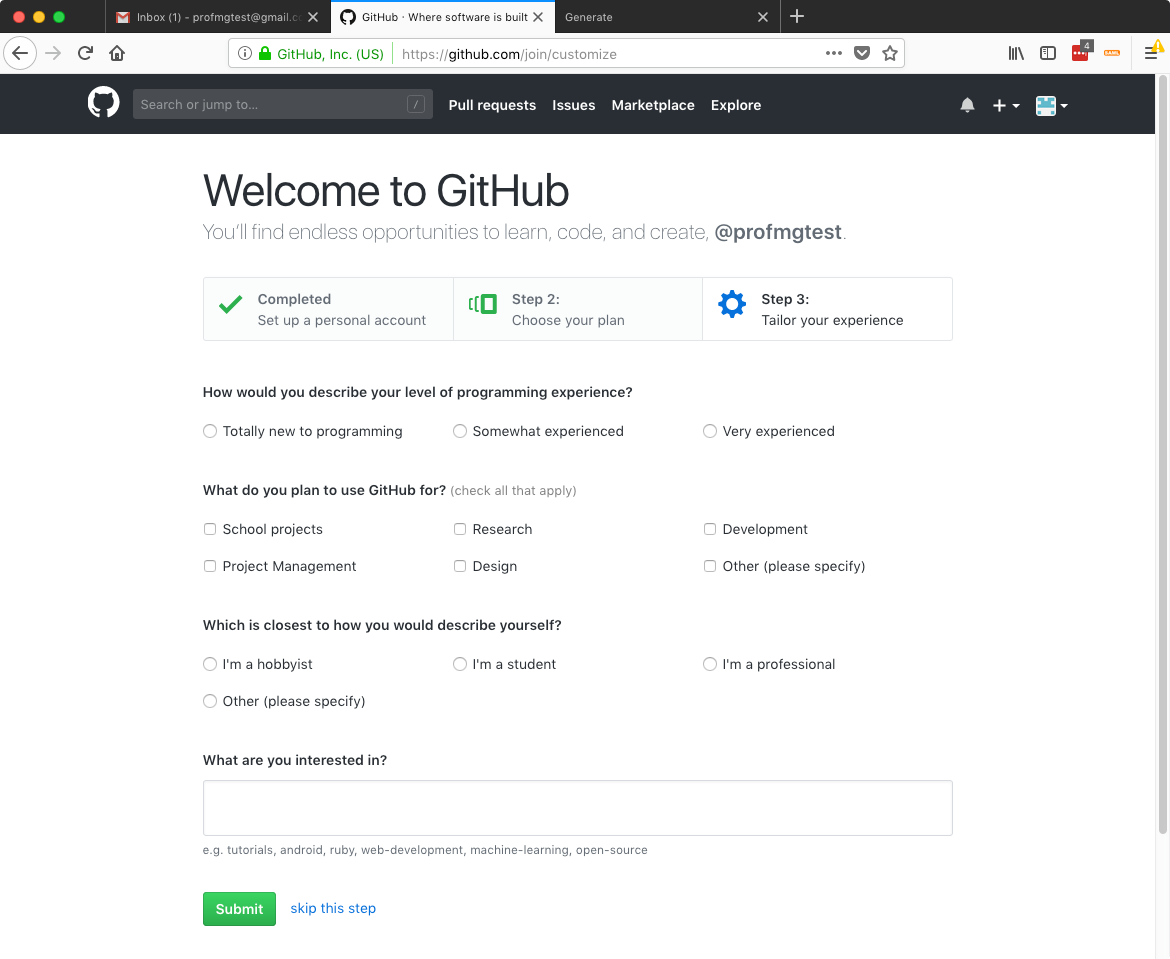 Inbox (1) - profmgtest@gmail.c
GitHub · Where software is built
Generate
GitHub, Inc. (US)
https://github.com/join/customize
4
SAML
Search or jump to...
/
Pull requests
Issues
Marketplace
Explore
Welcome to GitHub
You'll find endless opportunities to learn, code, and create, @profmgtest.
Completed
Set up a personal account
Step 2:
Choose your plan
Step 3:
Tailor your experience
How would you describe your level of programming experience?
Totally new to programming
Somewhat experienced
Very experienced
What do you plan to use GitHub for? (check all that apply)
School projects
Research
Development
Project Management
Design
Other (please specify)
Which is closest to how you would describe yourself?
I'm a hobbyist
I'm a student
I'm a professional
Other (please specify)
What are you interested in?
e.g. tutorials, android, ruby, web-development, machine-learning, open-source
Submit
skip this step